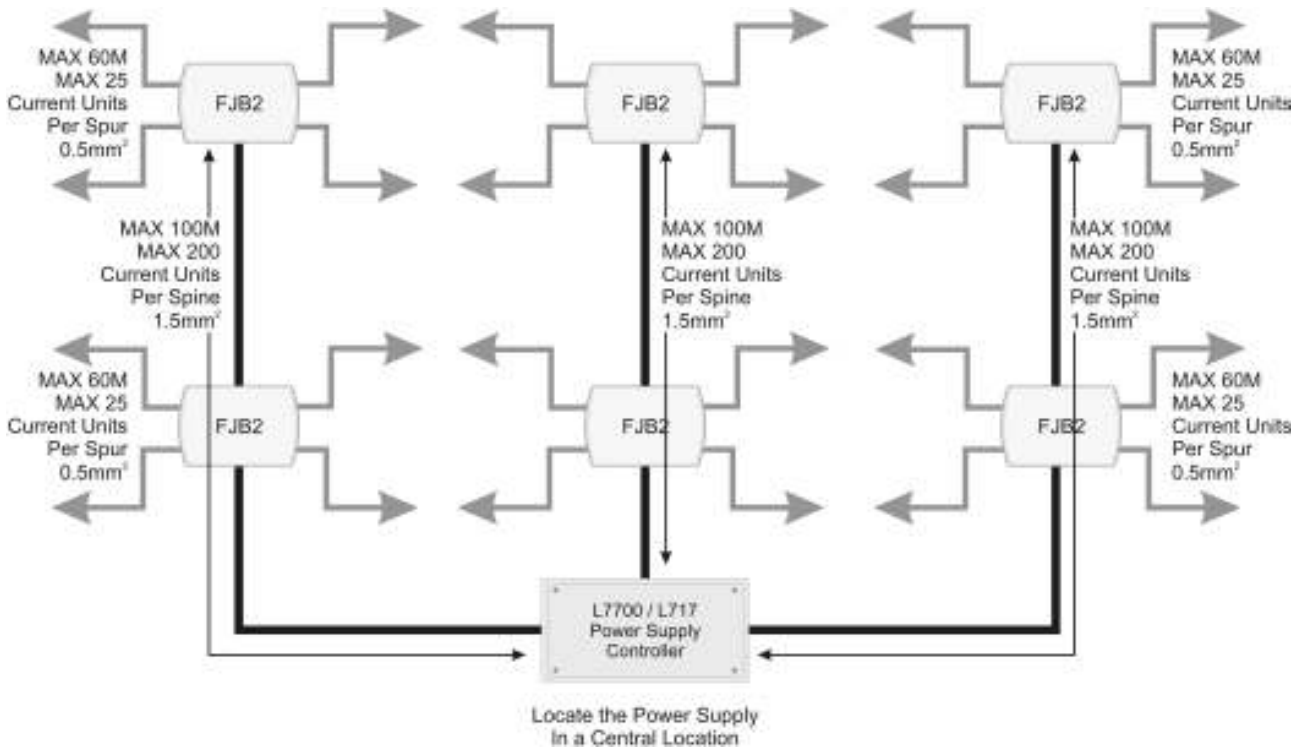 MAX 60M
MAX 25
Current Units
Per Spur
0.5mm²
FJB2
FJB2
FJB2
MAX 60M
MAX 25
Current Units
Per Spur
0.5mm²
MAX 100M
MAX 200
Current Units
Per Spine
1.5mm²
MAX 100M
MAX 200
Current Units
Per Spine
1.5mm²
MAX 100M
MAX 200
Current Units
Per Spine
1.5mm²
MAX 60M
MAX 25
Current Units
Per Spur
0.5mm²
FJB2
FJB2
FJB2
MAX 60M
MAX 25
Current Units
Per Spur
0.5mm²
L7700 / L717
Power Supply
Controller
Locate the Power Supply
In a Central Location